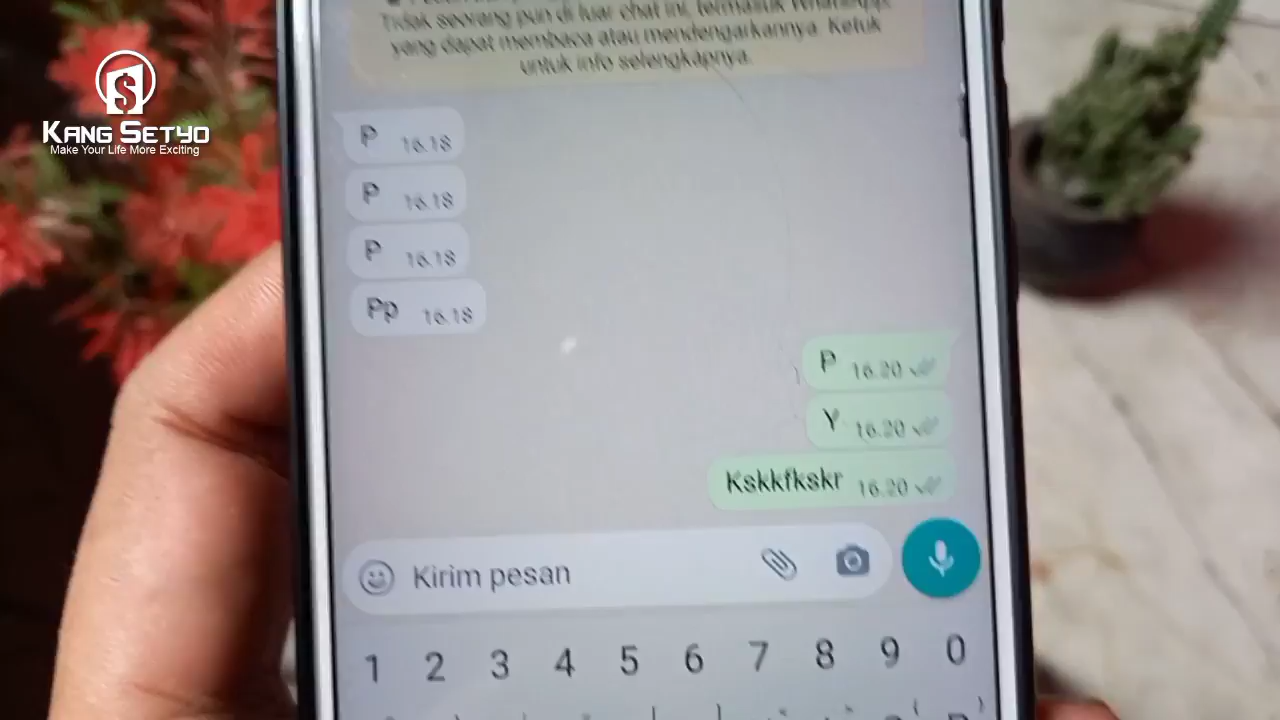 KANG SETYO
Make Your Life More Exciting
Tidak seorang pun di luar chat ini, termasuk WhatsApp,
yang dapat membaca atau mendengarkannya. Ketuk
untuk info selengkapnya.
P 16.18
P 16.18
P 16.18
Pp 16.18
P 16.20
Y 16.20
Kskkfkskr 16.20
Kirim pesan
1 2 3 4 5 6 7 8 9 0